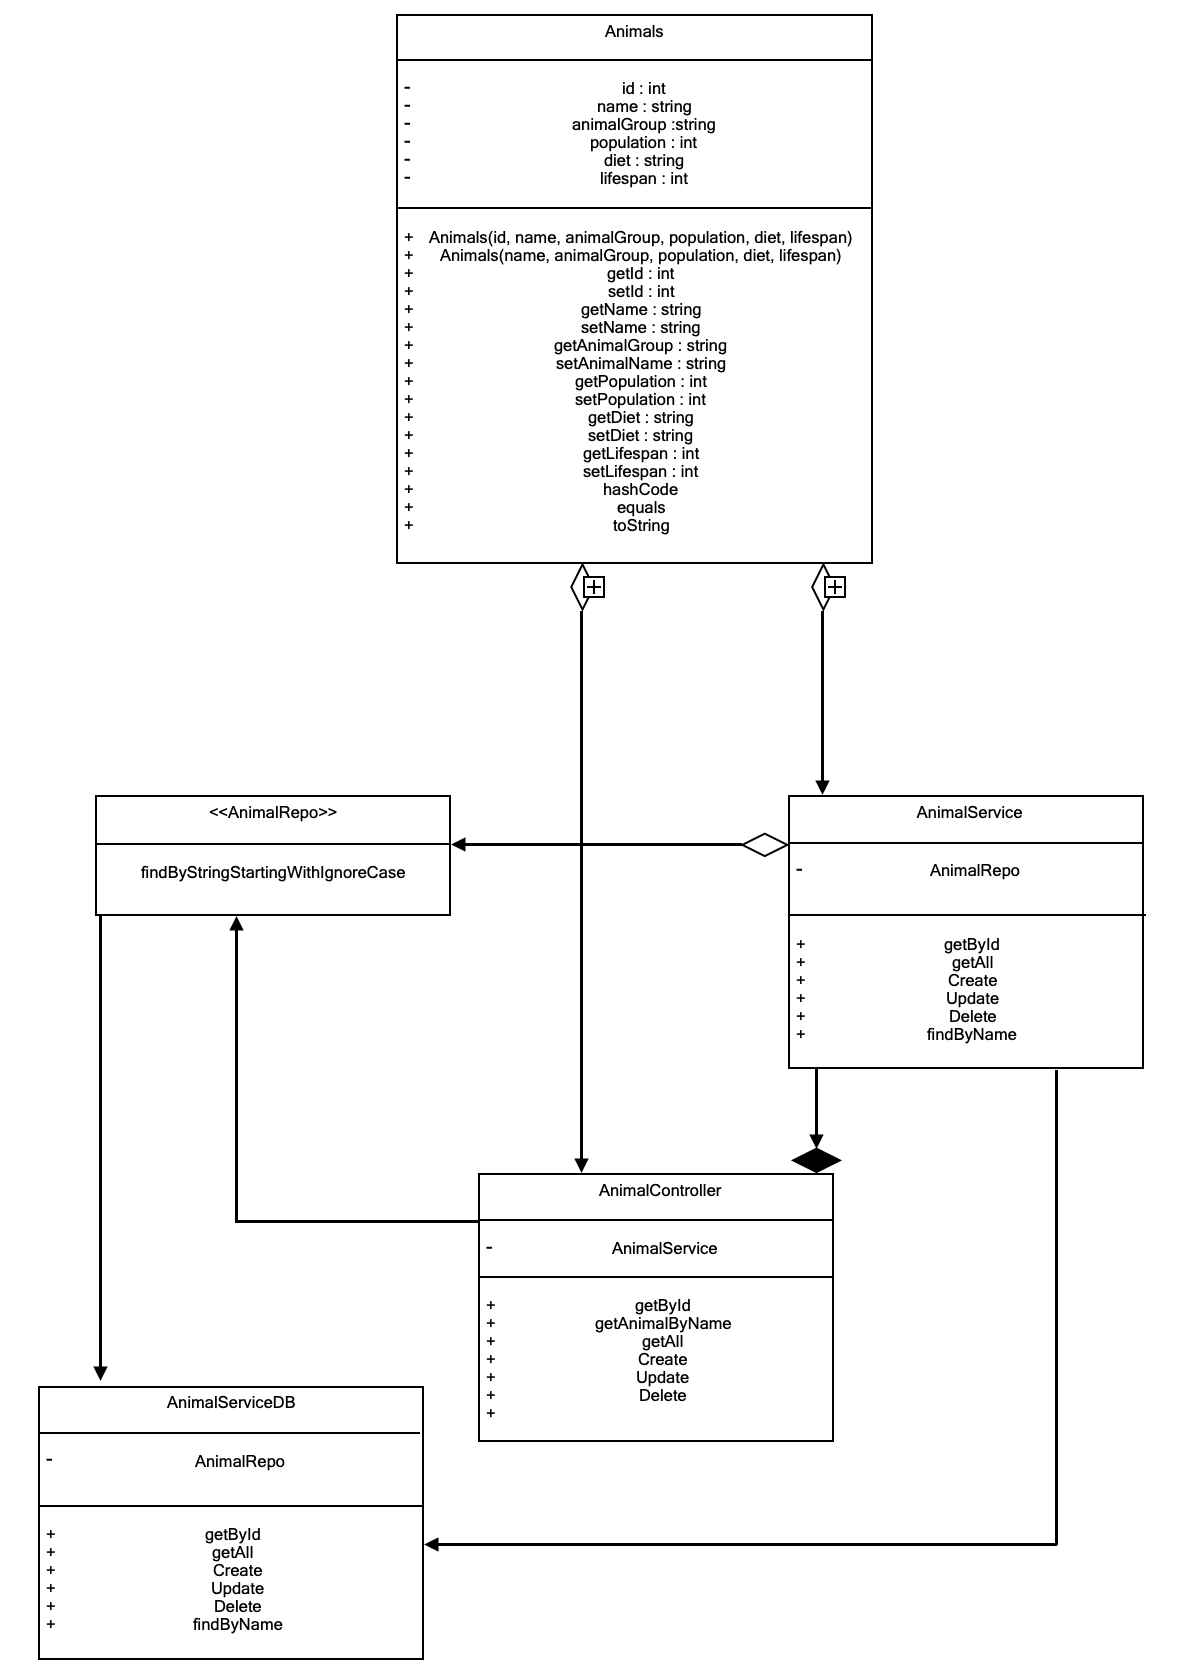 Animals
- id : int
- name : string
- animalGroup :string
- population : int
- diet : string
- lifespan : int
+ Animals(id, name, animalGroup, population, diet, lifespan)
+ Animals(name, animalGroup, population, diet, lifespan)
+ getId : int
+ setId : int
+ getName : string
+ setName : string
+ getAnimalGroup : string
+ setAnimalName : string
+ getPopulation : int
+ setPopulation : int
+ getDiet : string
+ setDiet : string
+ getLifespan : int
+ setLifespan : int
+ hashCode
+ equals
+ toString
<<AnimalRepo>>
findByStringStartingWithIgnoreCase
AnimalService
- AnimalRepo
+ getById
+ getAll
+ Create
+ Update
+ Delete
+ findByName
AnimalController
- AnimalService
+ getById
+ getAnimalByName
+ getAll
+ Create
+ Update
+ Delete
+
AnimalServiceDB
- AnimalRepo
+ getById
+ getAll
+ Create
+ Update
+ Delete
+ findByName